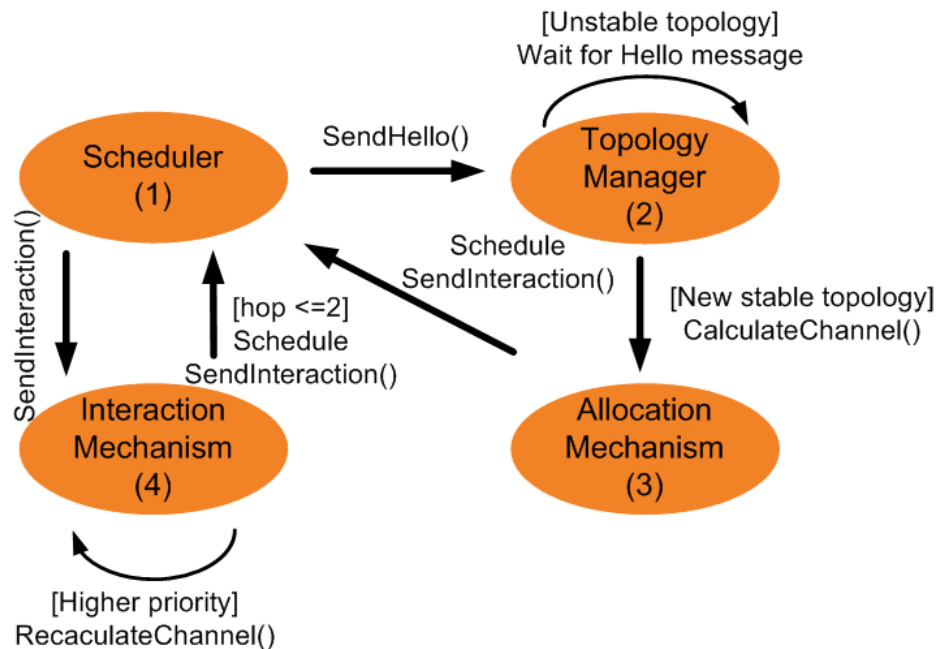 [Unstable topology]
Wait for Hello message
Scheduler
(1)
SendHello()
Topology
Manager
(2)
SendInteraction()
Schedule
SendInteraction()
[hop <=2]
Schedule
SendInteraction()
[New stable topology]
CalculateChannel()
Interaction
Mechanism
(4)
Allocation
Mechanism
(3)
[Higher priority]
RecaculateChannel()